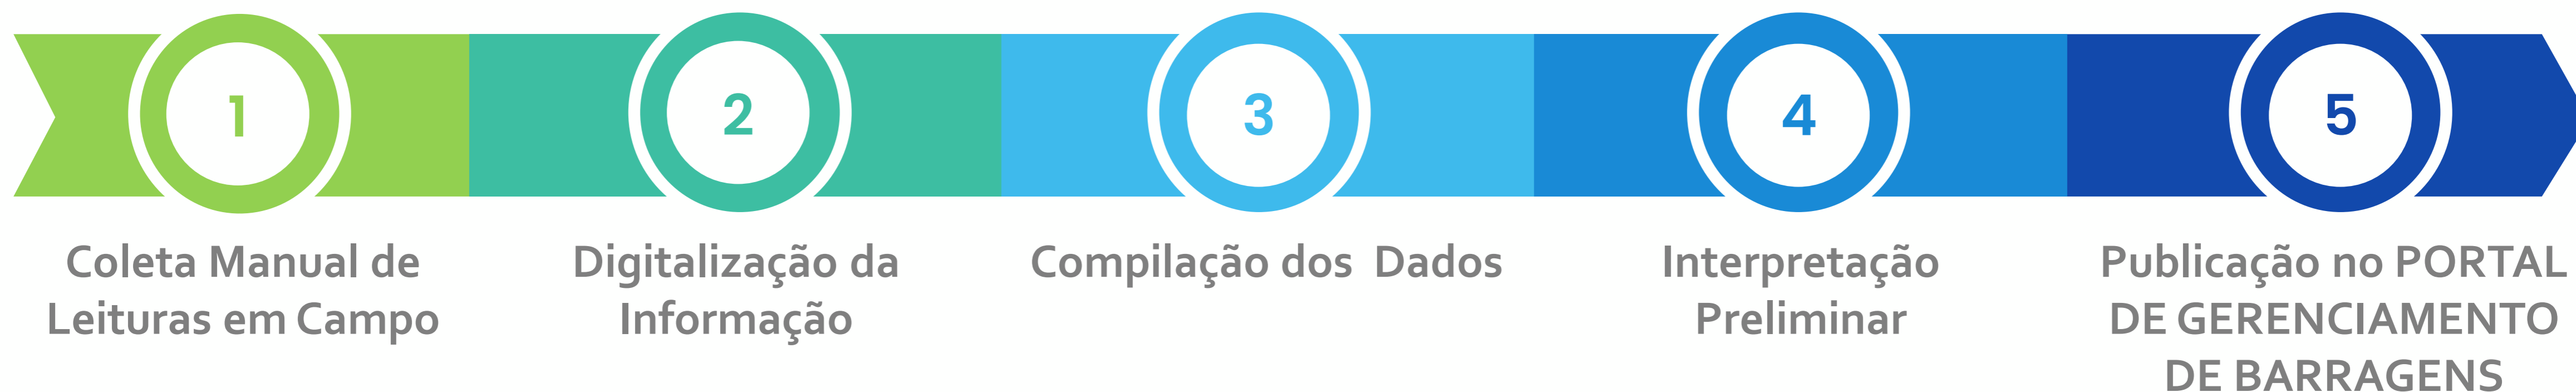 1
Coleta Manual de
Leituras em Campo
2
Digitalização da
Informação
3
Compilação dos Dados
4
Interpretação
Preliminar
5
Publicação no PORTAL
DE GERENCIAMENTO
DE BARRAGENS